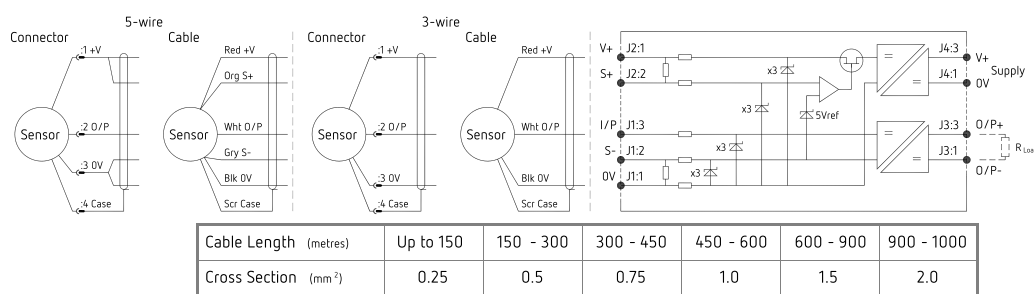 5-wire
3-wire
Connector
Cable
Connector
Cable
:1 +V
:2 O/P
:3 0V
:4 Case
Sensor
Red +V
Org S+
Wht O/P
Gry S-
Blk 0V
Scr Case
Sensor
:1 +V
:2 O/P
:3 0V
:4 Case
Sensor
Red +V
Wht O/P
Blk 0V
Scr Case
Sensor
V+ J2:1
S+ J2:2
I/P J1:3
S- J1:2
0V J1:1
x3
x3
x3
x3
5Vref
J4:3 V+
J4:1 0V
Supply
J3:3 O/P+
J3:1 O/P-
R Loa
Cable Length (metres) Up to 150 150 - 300 300 - 450 450 - 600 600 - 900 900 - 1000
Cross Section (mm²) 0.25 0.5 0.75 1.0 1.5 2.0